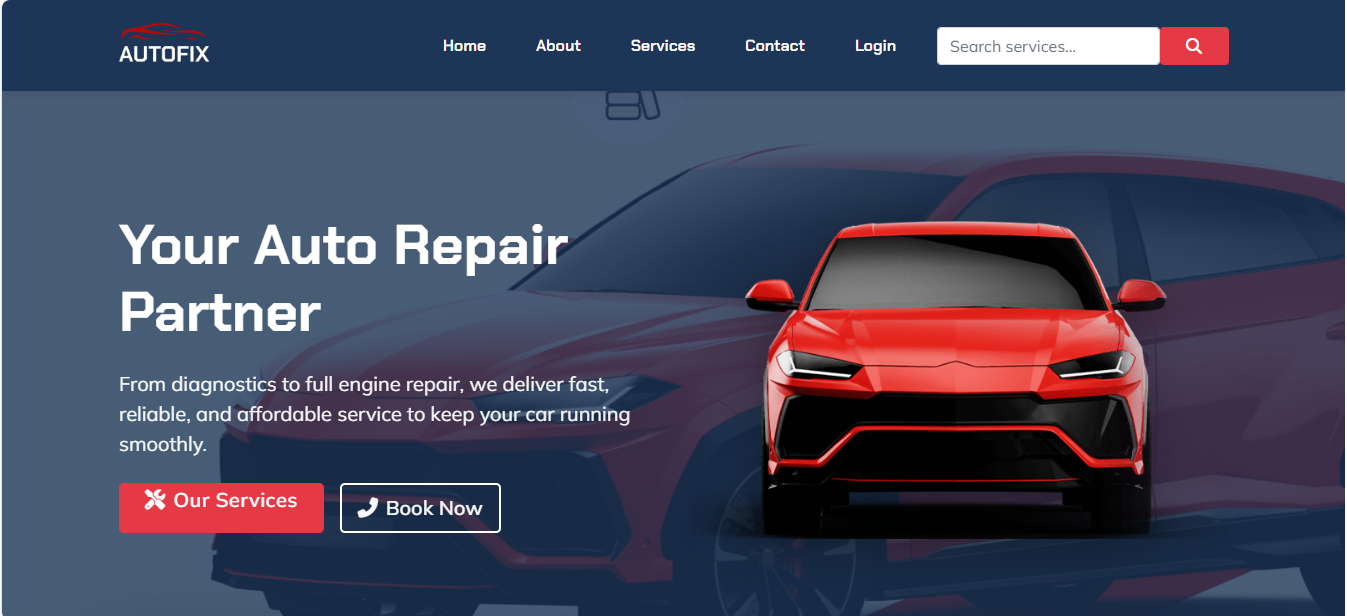 AUTOFIX
Home About Services Contact Login Search services...
Your Auto Repair
Partner
From diagnostics to full engine repair, we deliver fast,
reliable, and affordable service to keep your car running
smoothly.
Our Services Book Now